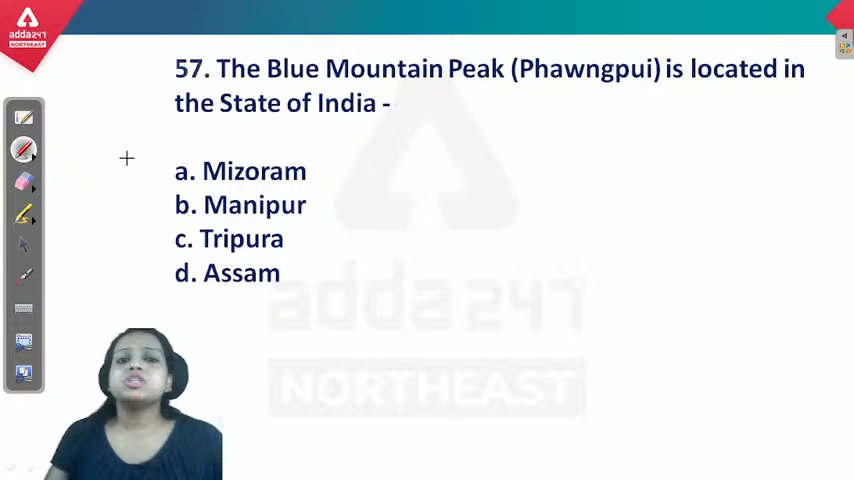 adda247
NORTHEAST
57. The Blue Mountain Peak (Phawngpui) is located in
the State of India -
a. Mizoram
b. Manipur
c. Tripura
d. Assam
adda247
NORTHEAST